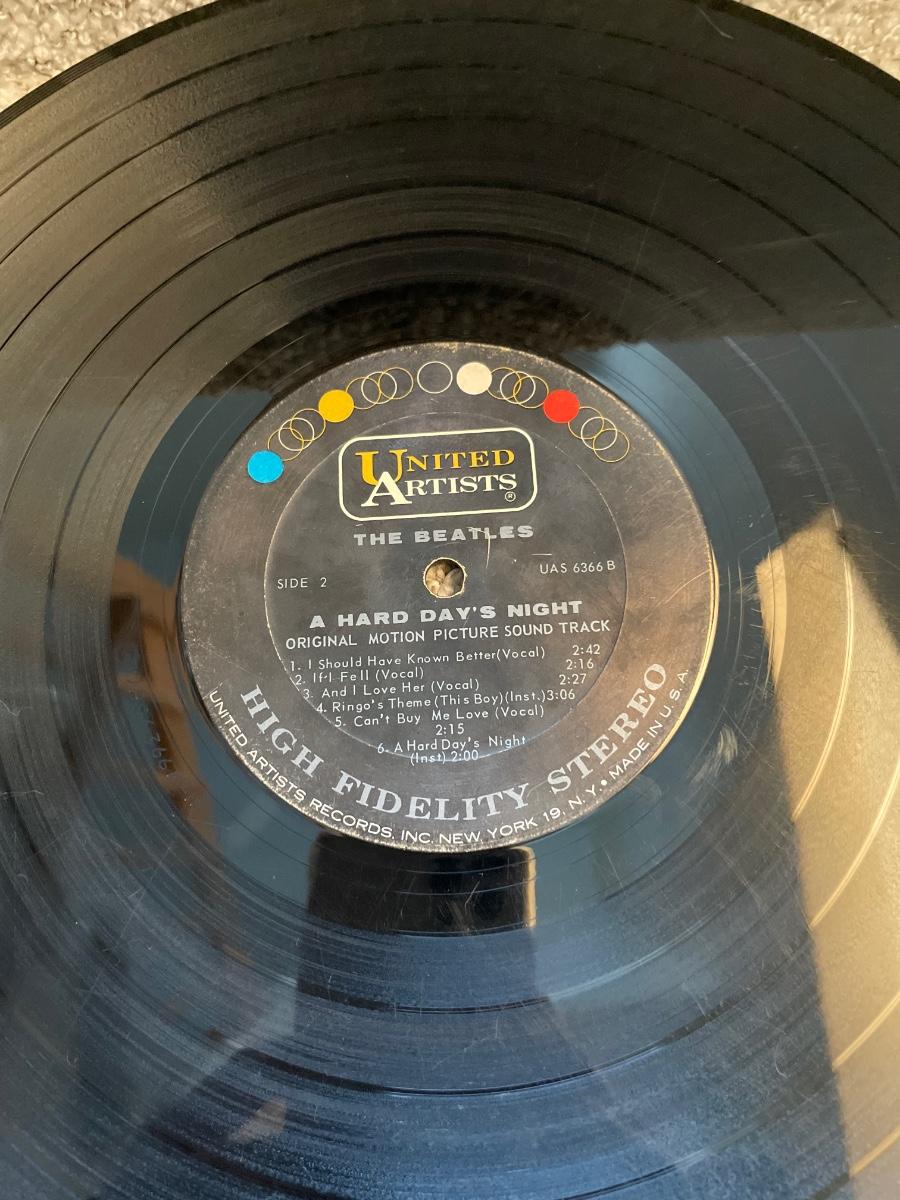 UNITED
ARTISTS®
THE BEATLES
SIDE 2
UAS 6366 B
A HARD DAY'S NIGHT
ORIGINAL MOTION PICTURE SOUND TRACK
1. I Should Have Known Better(Vocal) 2:42
2. If I Fell (Vocal) 2:16
3. And I Love Her (Vocal) 2:27
4. Ringo's Theme (This Boy)(Inst.)3:06
5. Can't Buy Me Love (Vocal)
2:15
6. A Hard Day's Night
(Inst) 2:00
HIGH FIDELITY STEREO
UNITED ARTISTS RECORDS, INC. NEW YORK 19, N.Y. • MADE IN U.S.A.